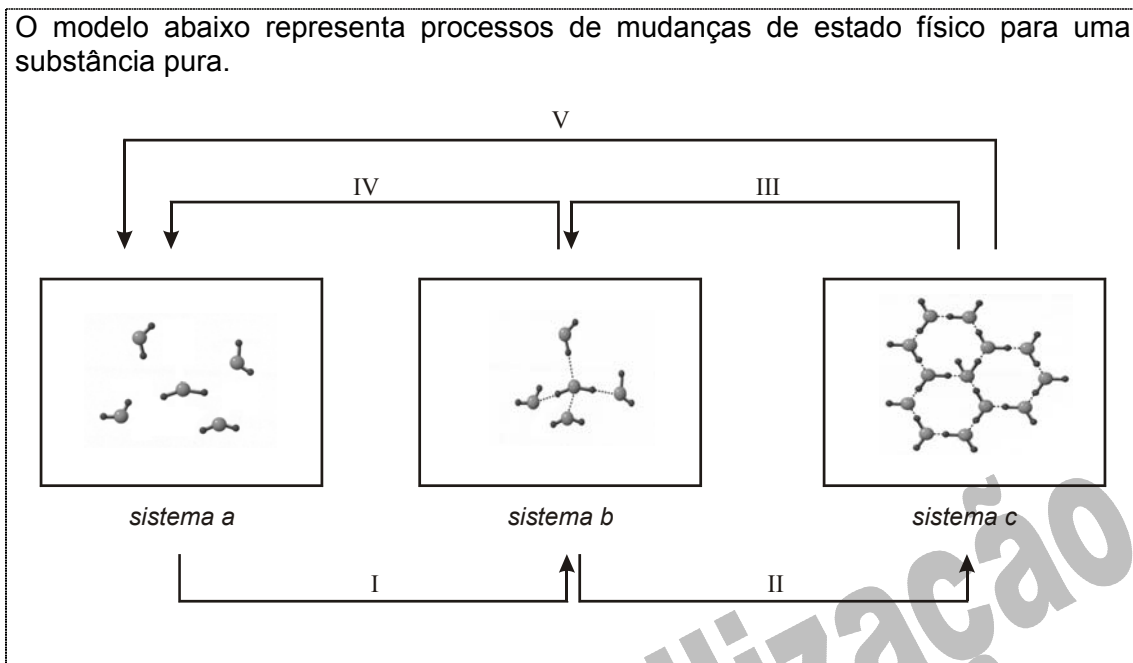 O modelo abaixo representa processos de mudanças de estado físico para uma
substância pura.
V
IV III
sistema a sistema b sistema c
I II